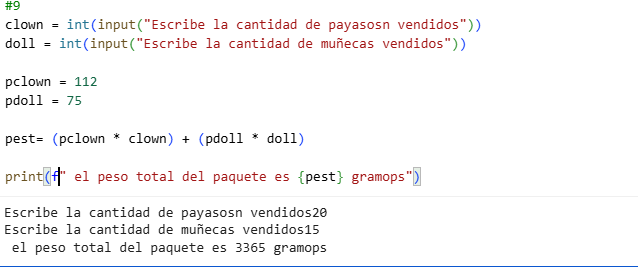 #9
clown = int(input("Escribe la cantidad de payasosn vendidos"))
doll = int(input("Escribe la cantidad de muñecas vendidos"))
pclown = 112
pdoll = 75
pest= (pclown * clown) + (pdoll * doll)
print(f" el peso total del paquete es {pest} gramops")
Escribe la cantidad de payasosn vendidos20
Escribe la cantidad de muñecas vendidos15
el peso total del paquete es 3365 gramops